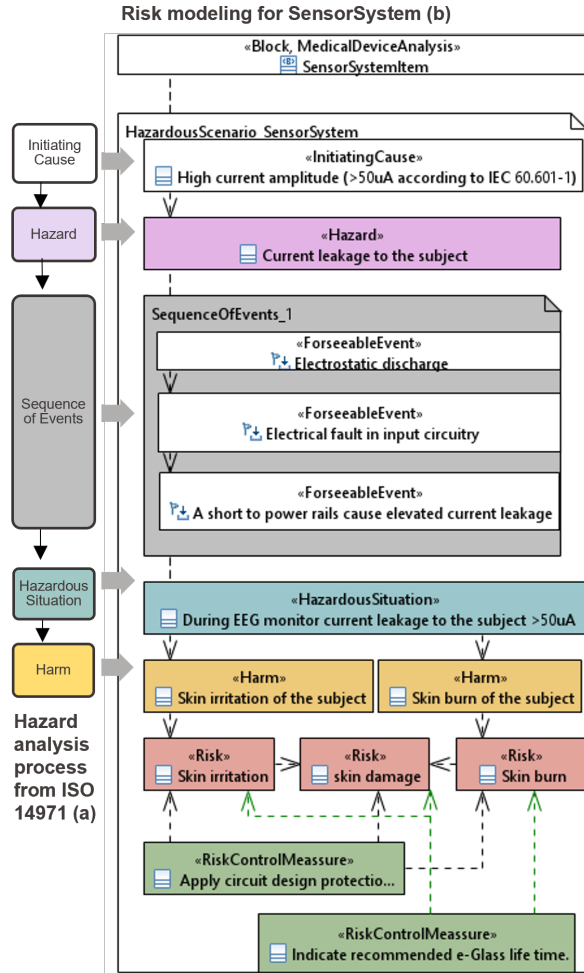 Risk modeling for SensorSystem (b)
«Block, MedicalDeviceAnalysis»
SensorSystemItem
HazardousScenario_SensorSystem
Initiating
Cause
«InitiatingCause»
High current amplitude (>50uA according to IEC 60.601-1)
Hazard
«Hazard»
Current leakage to the subject
Sequence
of Events
SequenceOfEvents_1
«ForseeableEvent»
Electrostatic discharge
«ForseeableEvent»
Electrical fault in input circuitry
«ForseeableEvent»
A short to power rails cause elevated current leakage
Hazardous
Situation
«HazardousSituation»
During EEG monitor current leakage to the subject >50uA
Harm
«Harm»
Skin irritation of the subject
«Harm»
Skin burn of the subject
Hazard
analysis
process
from ISO
14971 (a)
«Risk»
Skin irritation
«Risk»
skin damage
«Risk»
Skin burn
«RiskControlMeassure»
Apply circuit design protectio...
«RiskControlMeassure»
Indicate recommended e-Glass life time.